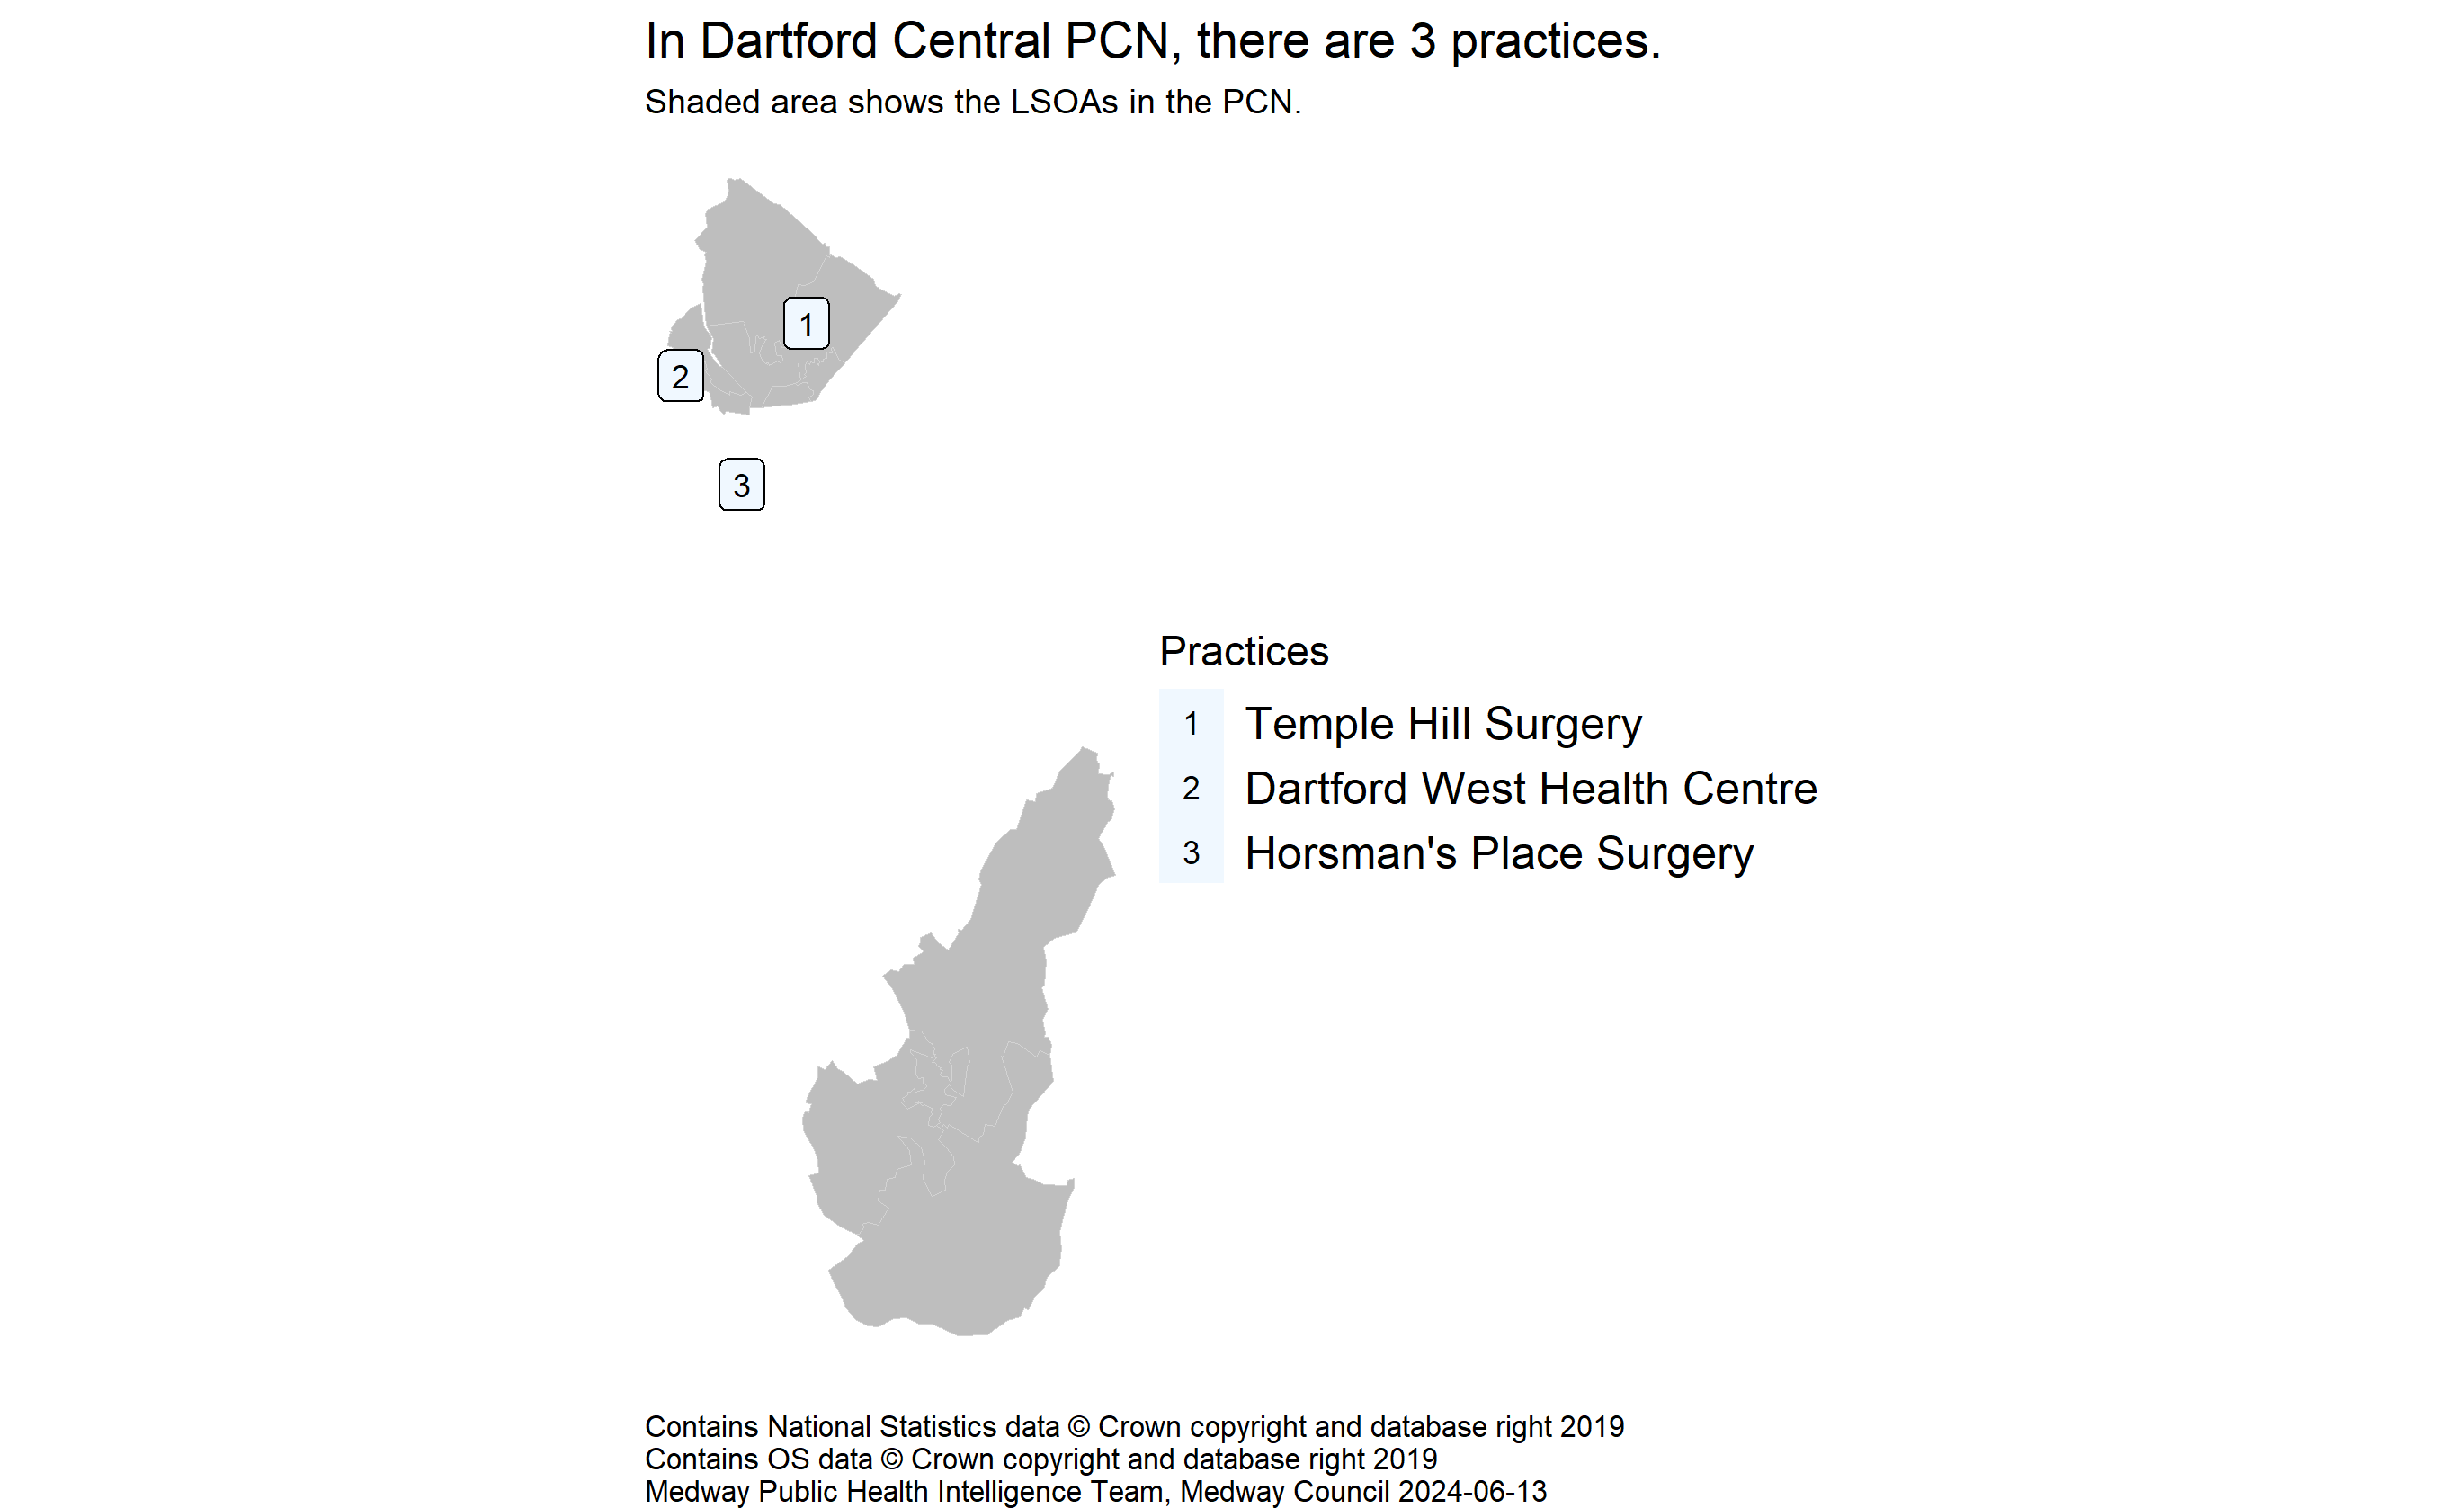 In Dartford Central PCN, there are 3 practices.
Shaded area shows the LSOAs in the PCN.
1
2
3
Practices
1 Temple Hill Surgery
2 Dartford West Health Centre
3 Horsman's Place Surgery
Contains National Statistics data © Crown copyright and database right 2019
Contains OS data © Crown copyright and database right 2019
Medway Public Health Intelligence Team, Medway Council 2024-06-13